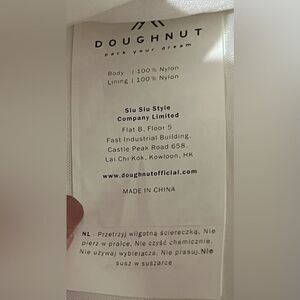 DOUGHNUT
pack your dream
Body | 100% Nylon
Lining | 100% Nylon
Siu Siu Style
Company Limited
Flat B, Floor 5
Fast Industrial Building,
Castle Peak Road 658,
Lai Chi Kok, Kowloon, HK
www.doughnutofficial.com
MADE IN CHINA
NL - Przetrzyj wilgotną ściereczką, Nie
pierz w pralce, Nie czyść chemicznie,
Nie używaj wybielacza, Nie prasuj, Nie
susz w suszarce